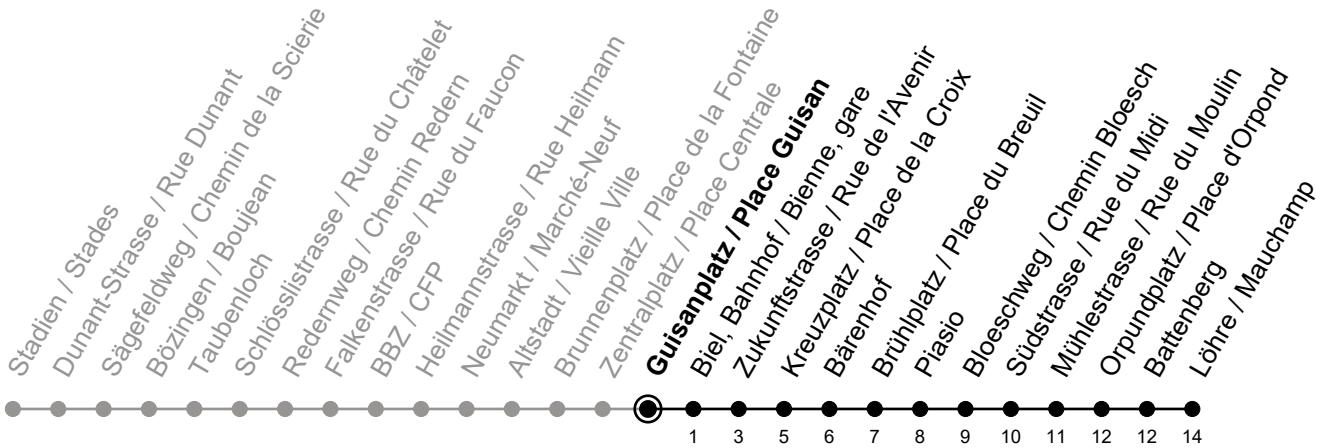 Stadien / Stades
Dunant-Strasse / Rue Dunant
Sägefeldweg / Chemin de la Scierie
Bözingen / Boujean
Taubenloch
Schlösslistrasse / Rue du Châtelet
Redernweg / Chemin Redern
Falkenstrasse / Rue du Faucon
BBZ / CFP
Heilmannstrasse / Rue Heilmann
Neumarkt / Marché-Neuf
Altstadt / Vieille Ville
Brunnenplatz / Place de la Fontaine
Zentralplatz / Place Centrale
Guisanplatz / Place Guisan
Biel, Bahnhof / Bienne, gare
Zukunftstrasse / Rue de l'Avenir
Kreuzplatz / Place de la Croix
Bärenhof
Brühlplatz / Place du Breuil
Piasio
Bloeschweg / Chemin Bloesch
Südstrasse / Rue du Midi
Mühlestrasse / Rue du Moulin
Orpundplatz / Place d'Orpond
Battenberg
Löhre / Mauchamp
1 3 5 6 7 8 9 10 11 12 12 14